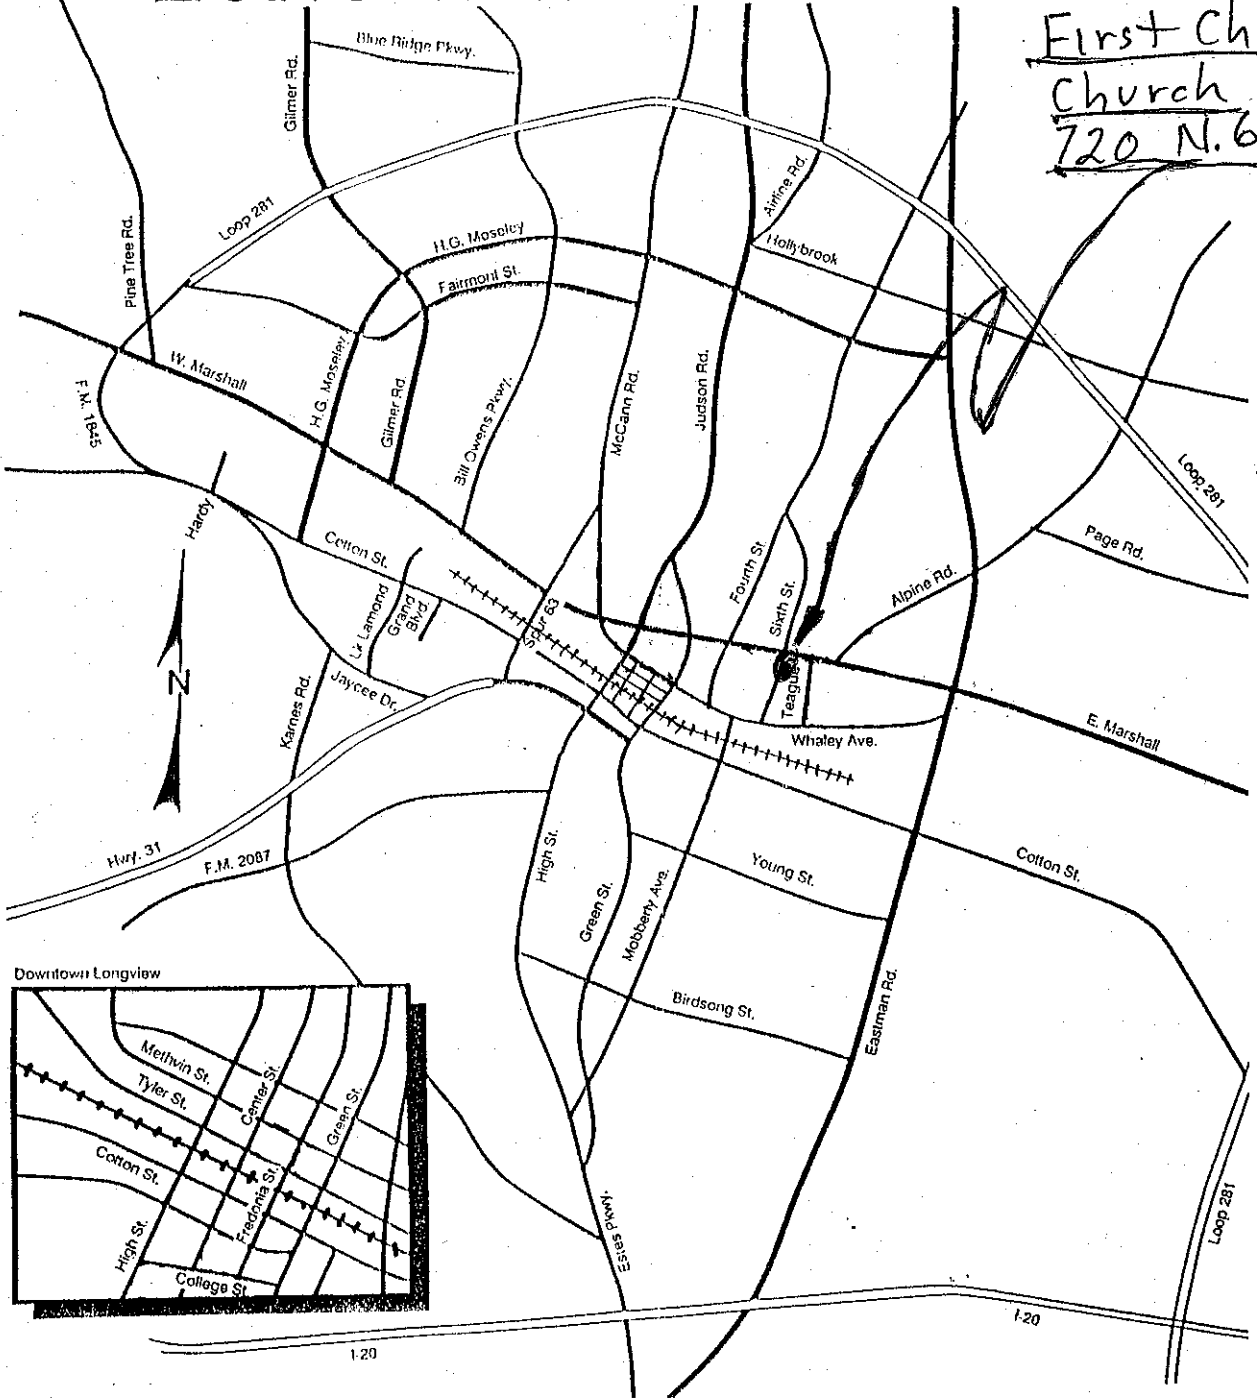 First Ch
Church
720 N. 6
Blue Ridge Pkwy.
Gilmer Rd.
Airline Rd.
Loop 281
H.G. Moseley
Hollybrook
Pine Tree Rd.
Fairmont St.
W. Marshall
H.G. Moseley
Judson Rd.
F.M. 1845
Gilmer Rd.
McCann Rd.
Bill Owens Pkwy.
Loop 281
Hardy
Cotton St.
Page Rd.
Fourth St.
Alpine Rd.
Sixth St.
Spur 63
Grand
Blvd.
N
Teague
Jaycee Dr.
Karnes Rd.
E. Marshall
Whaley Ave.
Hwy. 31
F.M. 2087
High St.
Young St.
Cotton St.
Green St.
Mobberly Ave.
Downtown Longview
Birdsong St.
Eastman Rd.
Methvin St.
Tyler St.
Center St.
Green St.
Cotton St.
Fredonia St.
High St.
College St.
Estes Pkwy.
Loop 281
I-20
I-20